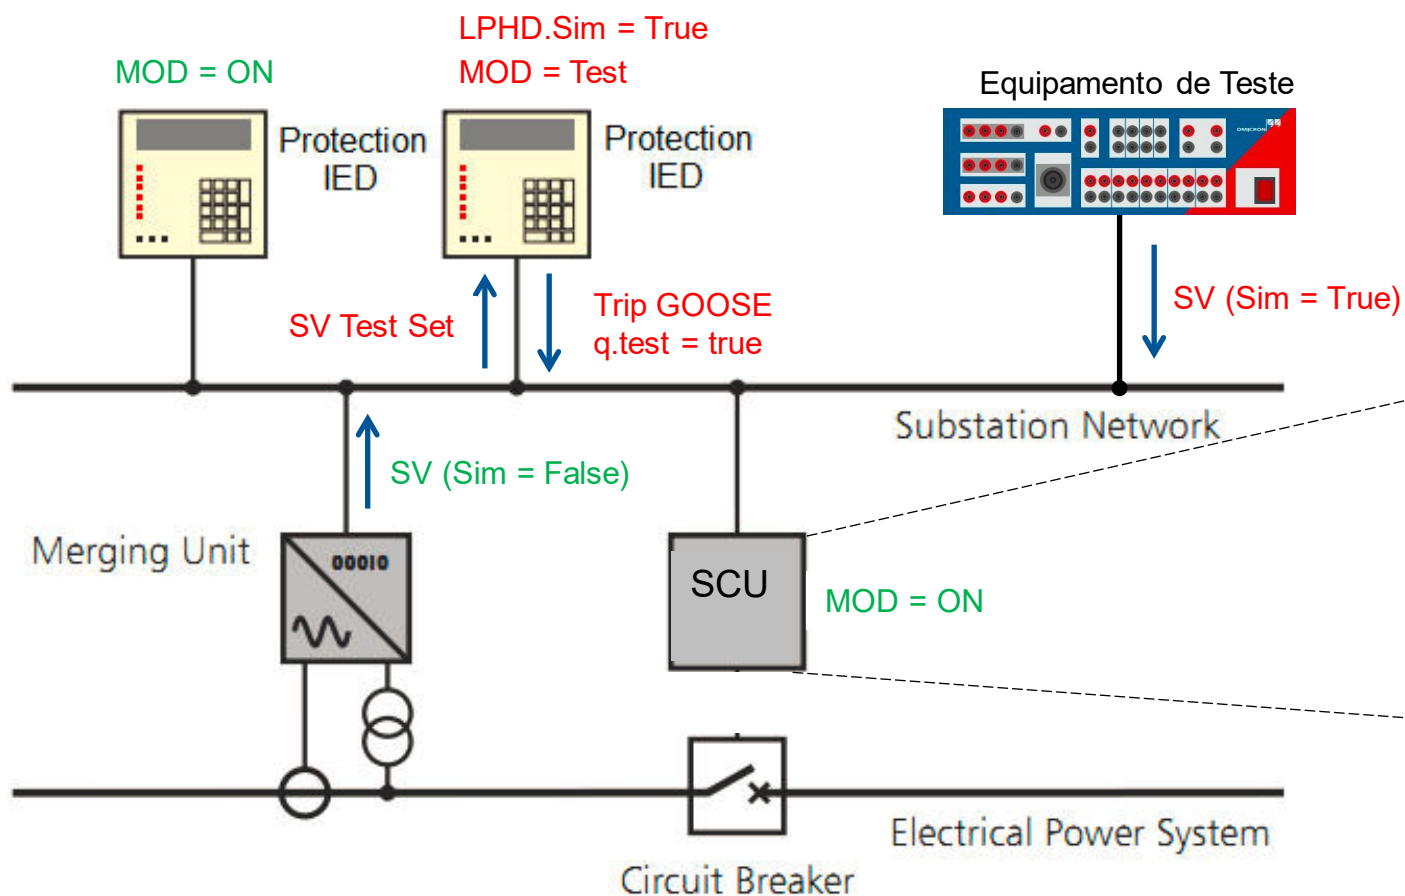 LPHD.Sim = True
MOD = ON
MOD = Test
Equipamento de Teste
Protection
IED
Protection
IED
OMICRON
SV Test Set
Trip GOOSE
q.test = true
SV (Sim = True)
Substation Network
SV (Sim = False)
Merging Unit
00010
SCU
MOD = ON
Electrical Power System
Circuit Breaker